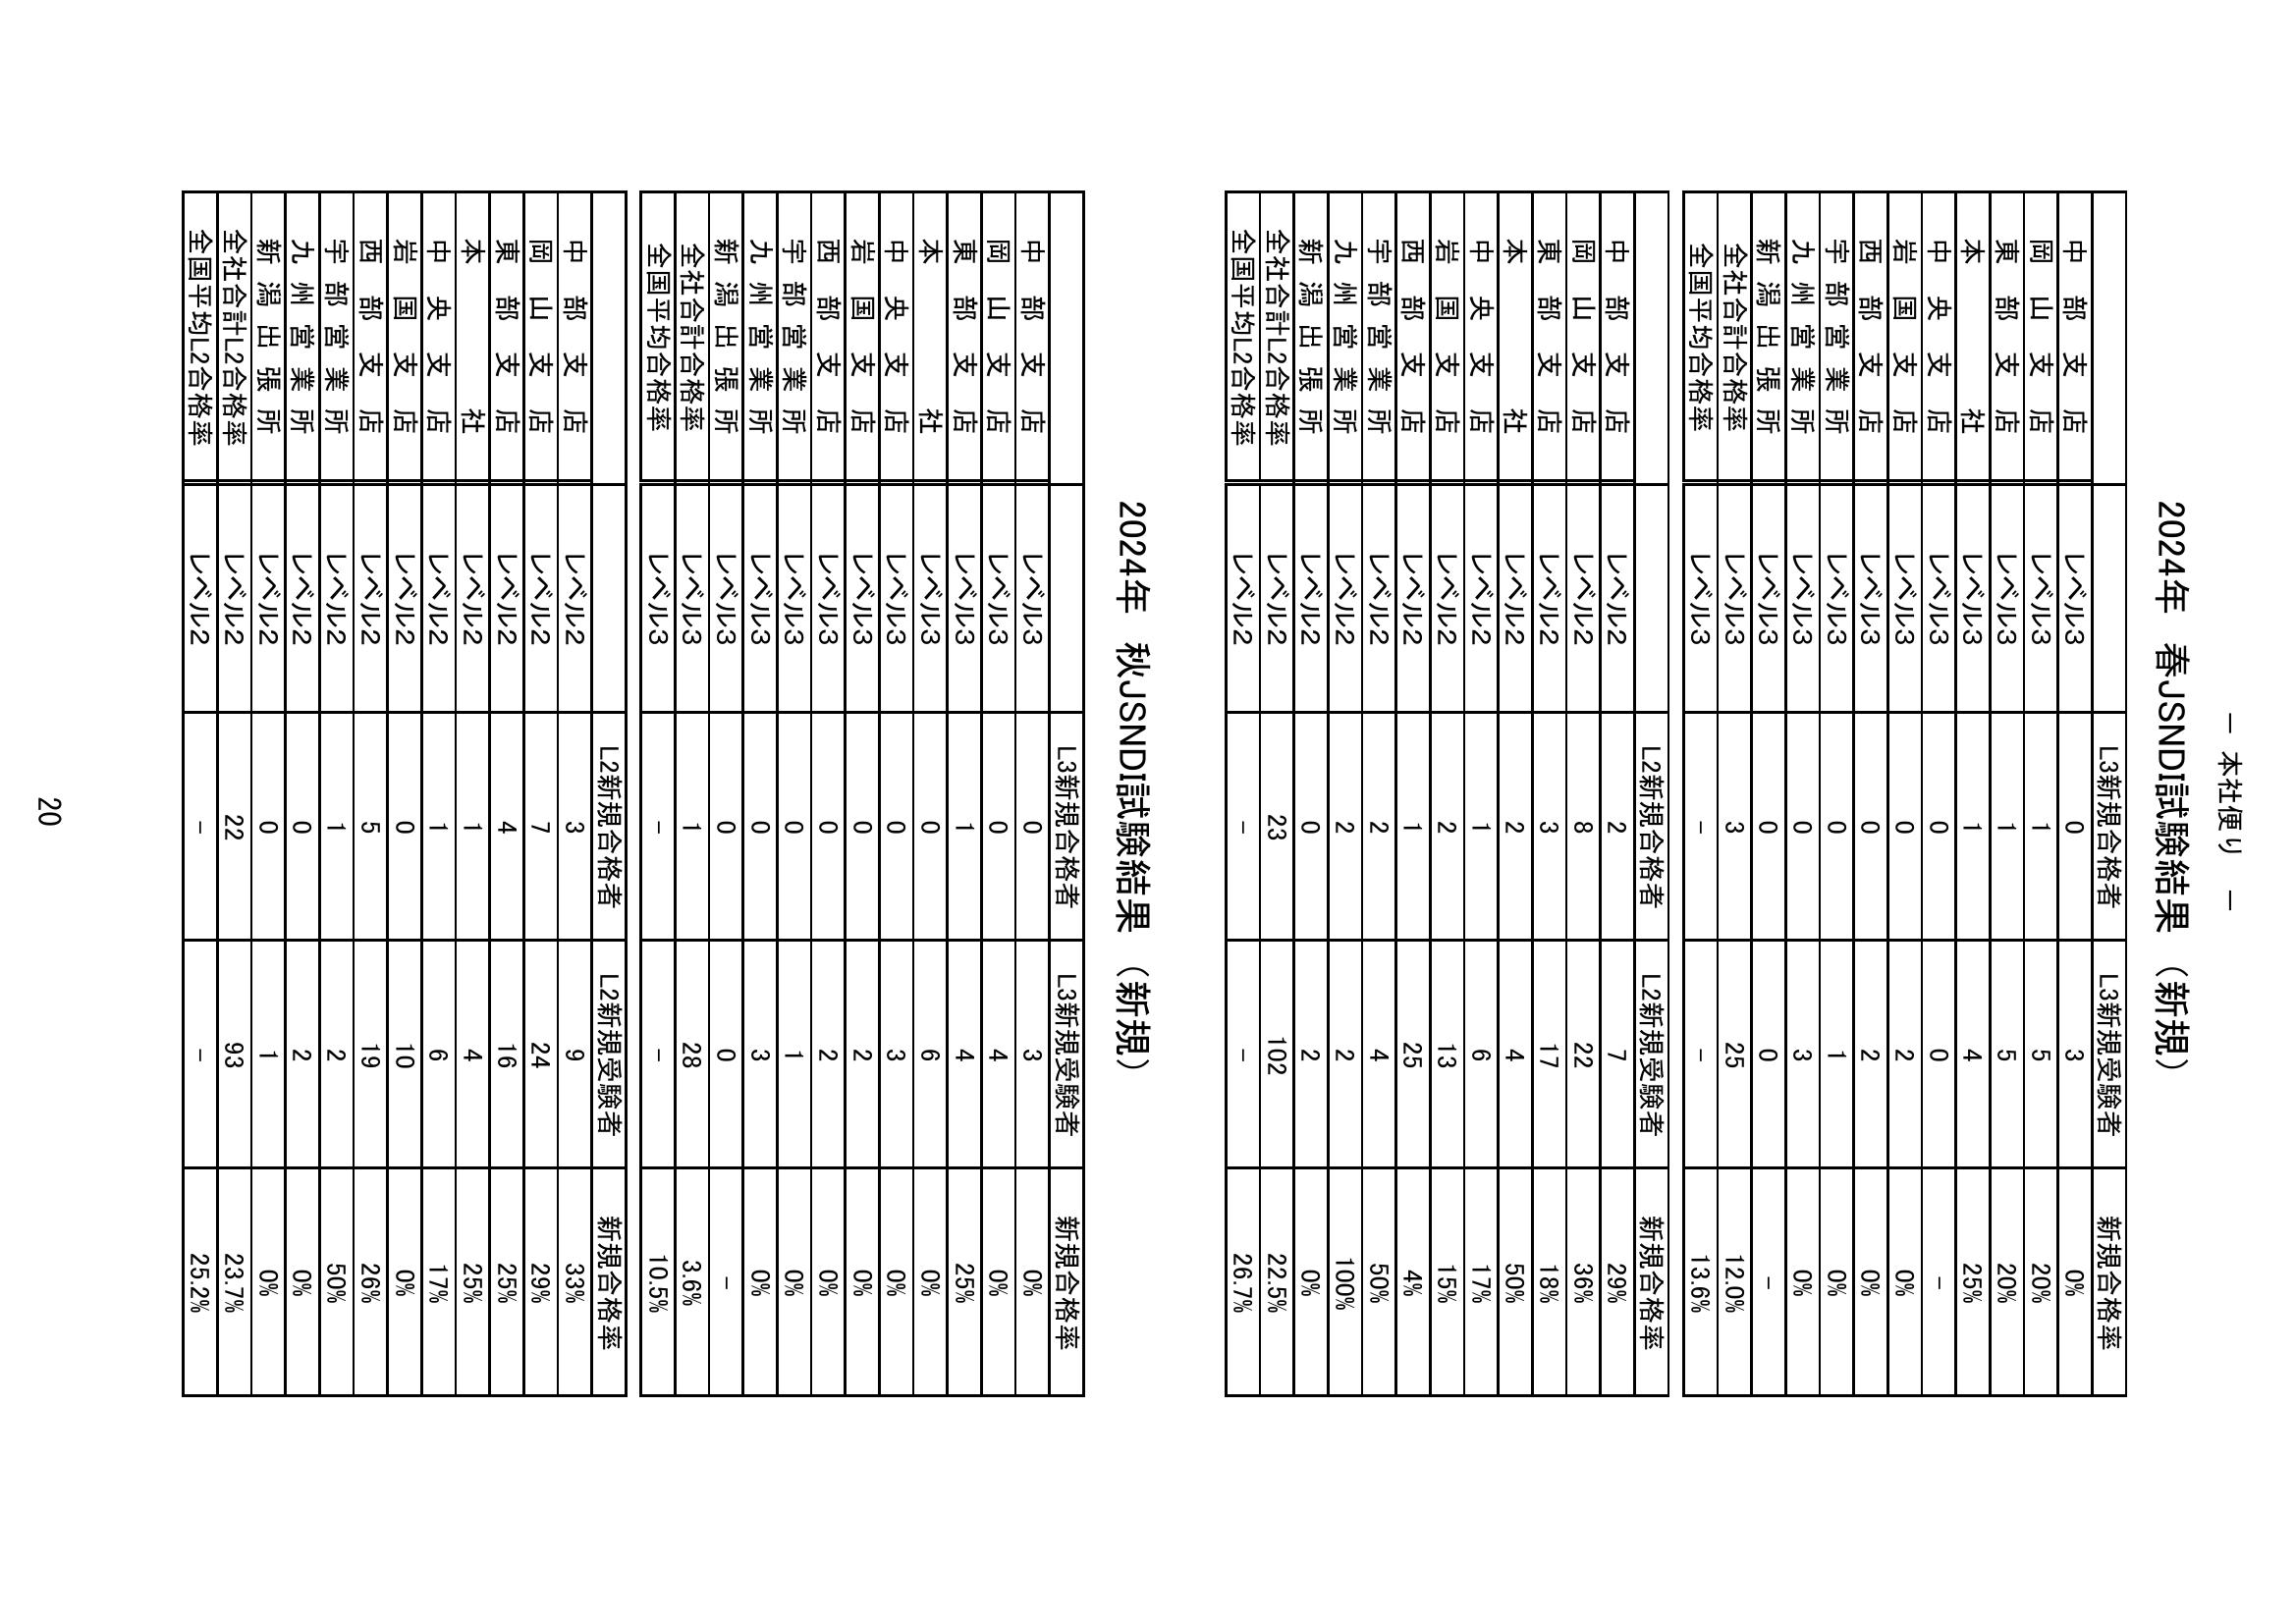 － 本社便り －
2024年 春JSNDI試験結果 （新規）
L3新規合格者 L3新規受験者 新規合格率
中部支店 レベル3 0 3 0%
岡山支店 レベル3 1 5 20%
東部支店 レベル3 1 5 20%
本社 レベル3 1 4 25%
中央支店 レベル3 0 0 －
岩国支店 レベル3 0 2 0%
西部支店 レベル3 0 2 0%
宇部営業所 レベル3 0 1 0%
九州営業所 レベル3 0 3 0%
新潟出張所 レベル3 0 0 －
全社合計合格率 レベル3 3 25 12.0%
全国平均合格率 レベル3 － － 13.6%
L2新規合格者 L2新規受験者 新規合格率
中部支店 レベル2 2 7 29%
岡山支店 レベル2 8 22 36%
東部支店 レベル2 3 17 18%
本社 レベル2 2 4 50%
中央支店 レベル2 1 6 17%
岩国支店 レベル2 2 13 15%
西部支店 レベル2 1 25 4%
宇部営業所 レベル2 2 4 50%
九州営業所 レベル2 2 2 100%
新潟出張所 レベル2 0 2 0%
全社合計L2合格率 レベル2 23 102 22.5%
全国平均L2合格率 レベル2 － － 26.7%
2024年 秋JSNDI試験結果 （新規）
L3新規合格者 L3新規受験者 新規合格率
中部支店 レベル3 0 3 0%
岡山支店 レベル3 0 4 0%
東部支店 レベル3 1 4 25%
本社 レベル3 0 6 0%
中央支店 レベル3 0 3 0%
岩国支店 レベル3 0 2 0%
西部支店 レベル3 0 2 0%
宇部営業所 レベル3 0 1 0%
九州営業所 レベル3 0 3 0%
新潟出張所 レベル3 0 0 －
全社合計合格率 レベル3 1 28 3.6%
全国平均合格率 レベル3 － － 10.5%
L2新規合格者 L2新規受験者 新規合格率
中部支店 レベル2 3 9 33%
岡山支店 レベル2 7 24 29%
東部支店 レベル2 4 16 25%
本社 レベル2 1 4 25%
中央支店 レベル2 1 6 17%
岩国支店 レベル2 0 10 0%
西部支店 レベル2 5 19 26%
宇部営業所 レベル2 1 2 50%
九州営業所 レベル2 0 2 0%
新潟出張所 レベル2 0 1 0%
全社合計L2合格率 レベル2 22 93 23.7%
全国平均L2合格率 レベル2 － － 25.2%
20